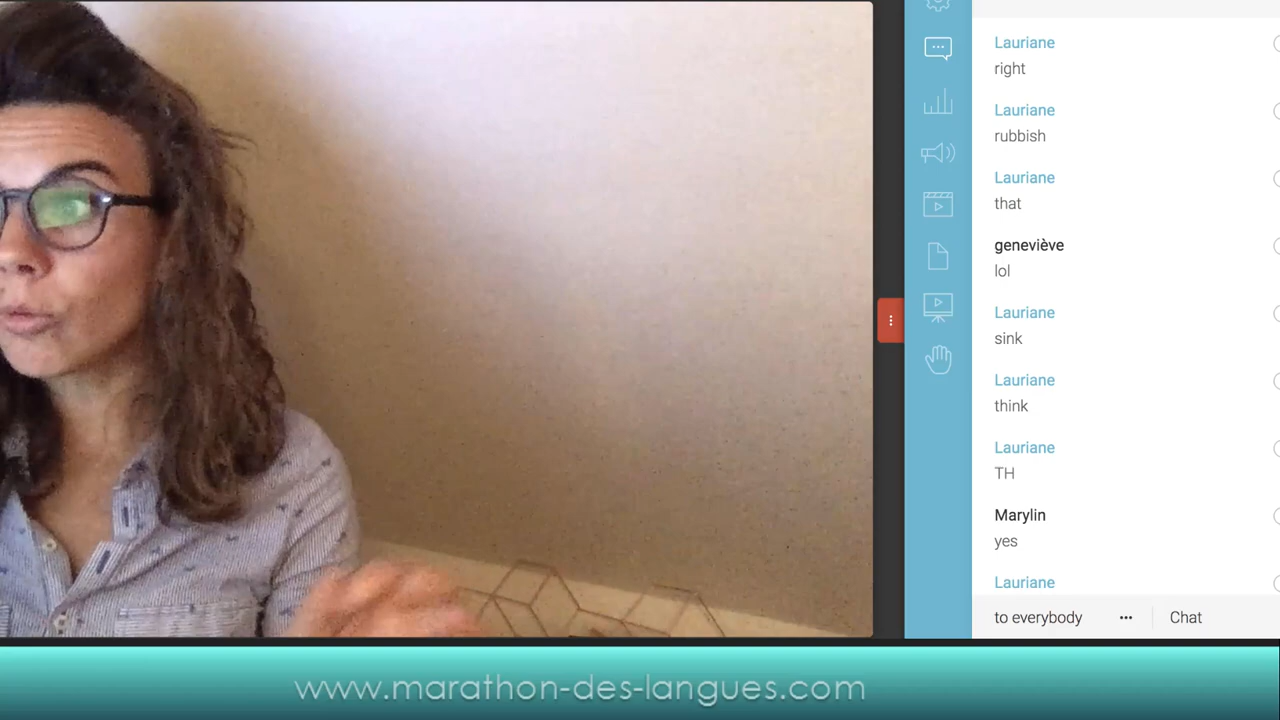 Lauriane
right
Lauriane
rubbish
Lauriane
that
geneviève
lol
Lauriane
sink
Lauriane
think
Lauriane
TH
Marylin
yes
Lauriane
to everybody ••• Chat
www.marathon-des-langues.com